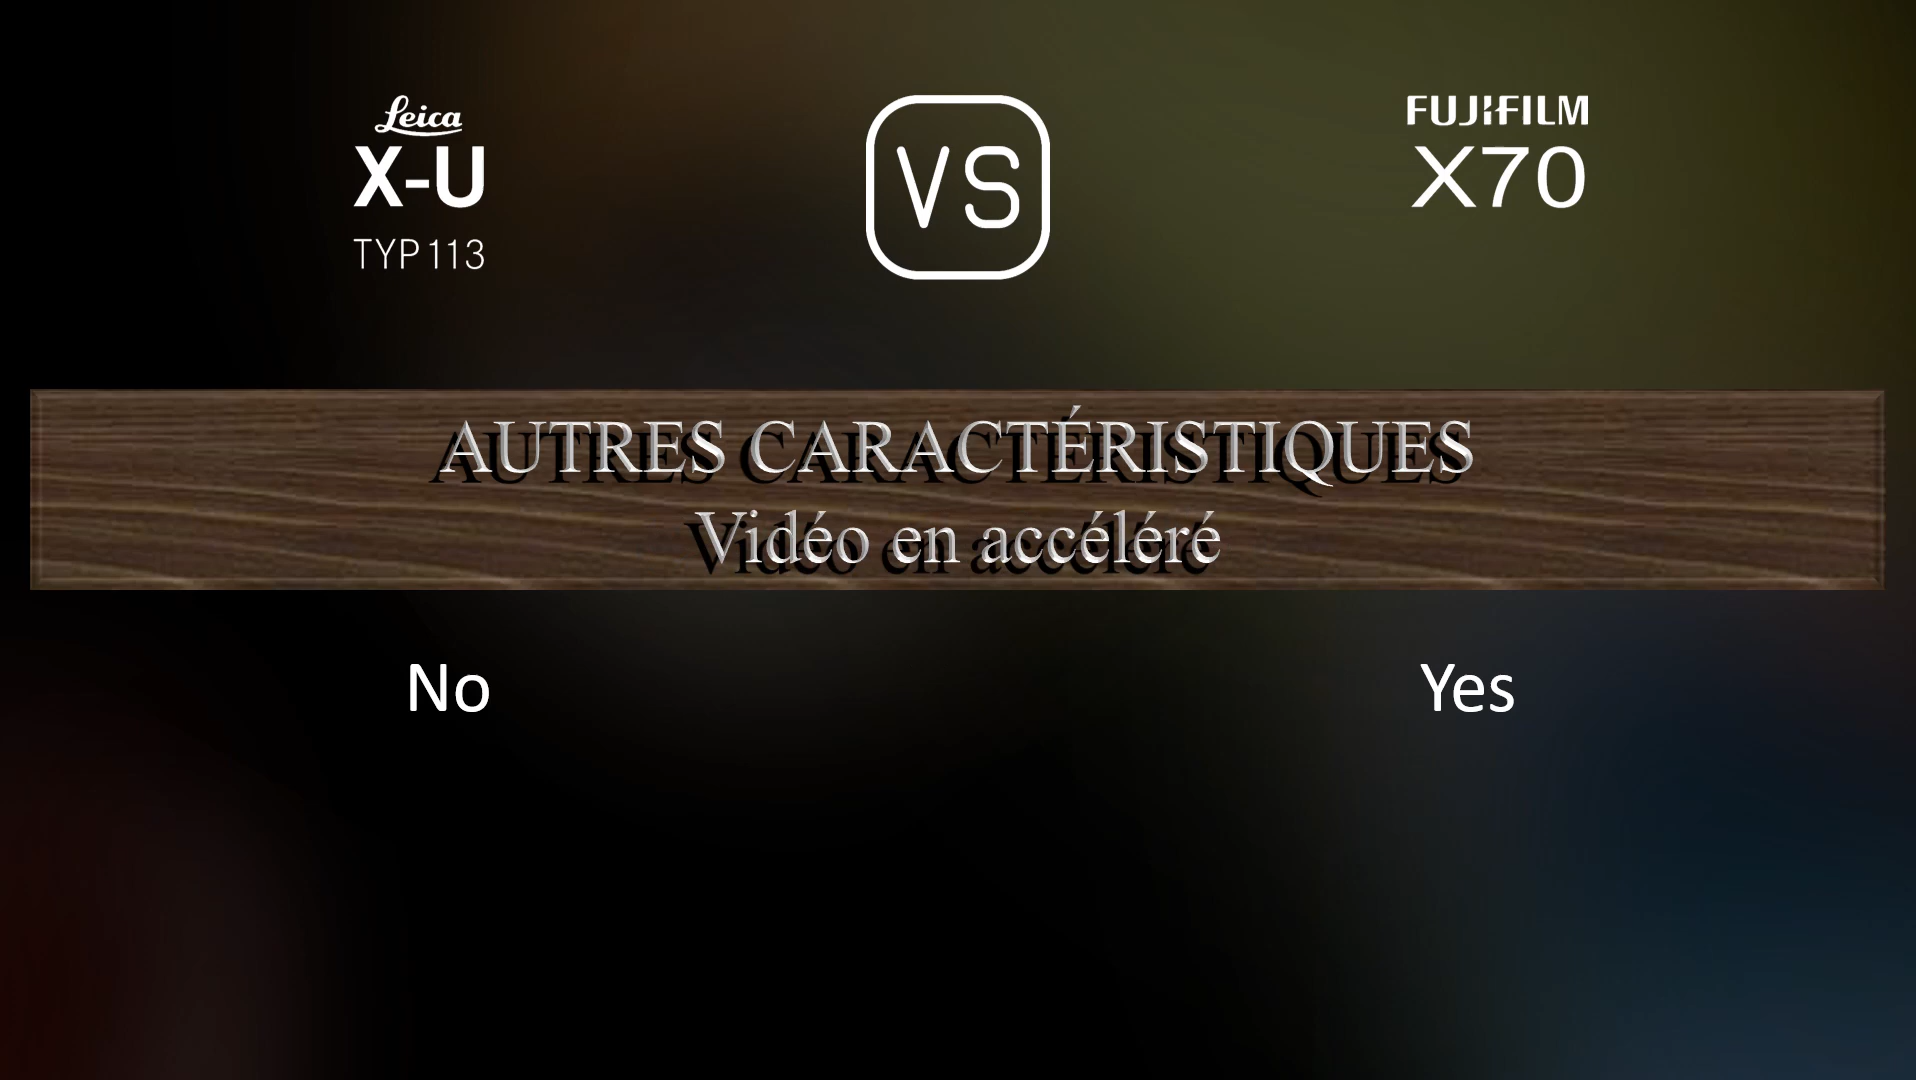 Leica
X-U
TYP 113
VS
FUJIFILM
X70
AUTRES CARACTÉRISTIQUES
Vidéo en accéléré
No
Yes